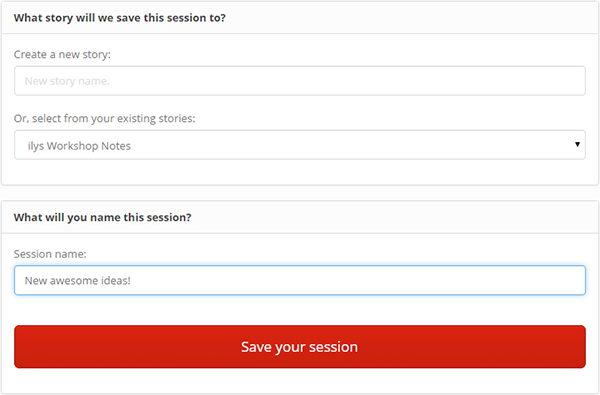 What story will we save this session to?
Create a new story:
New story name.
Or, select from your existing stories:
ilys Workshop Notes
What will you name this session?
Session name:
New awesome ideas!
Save your session